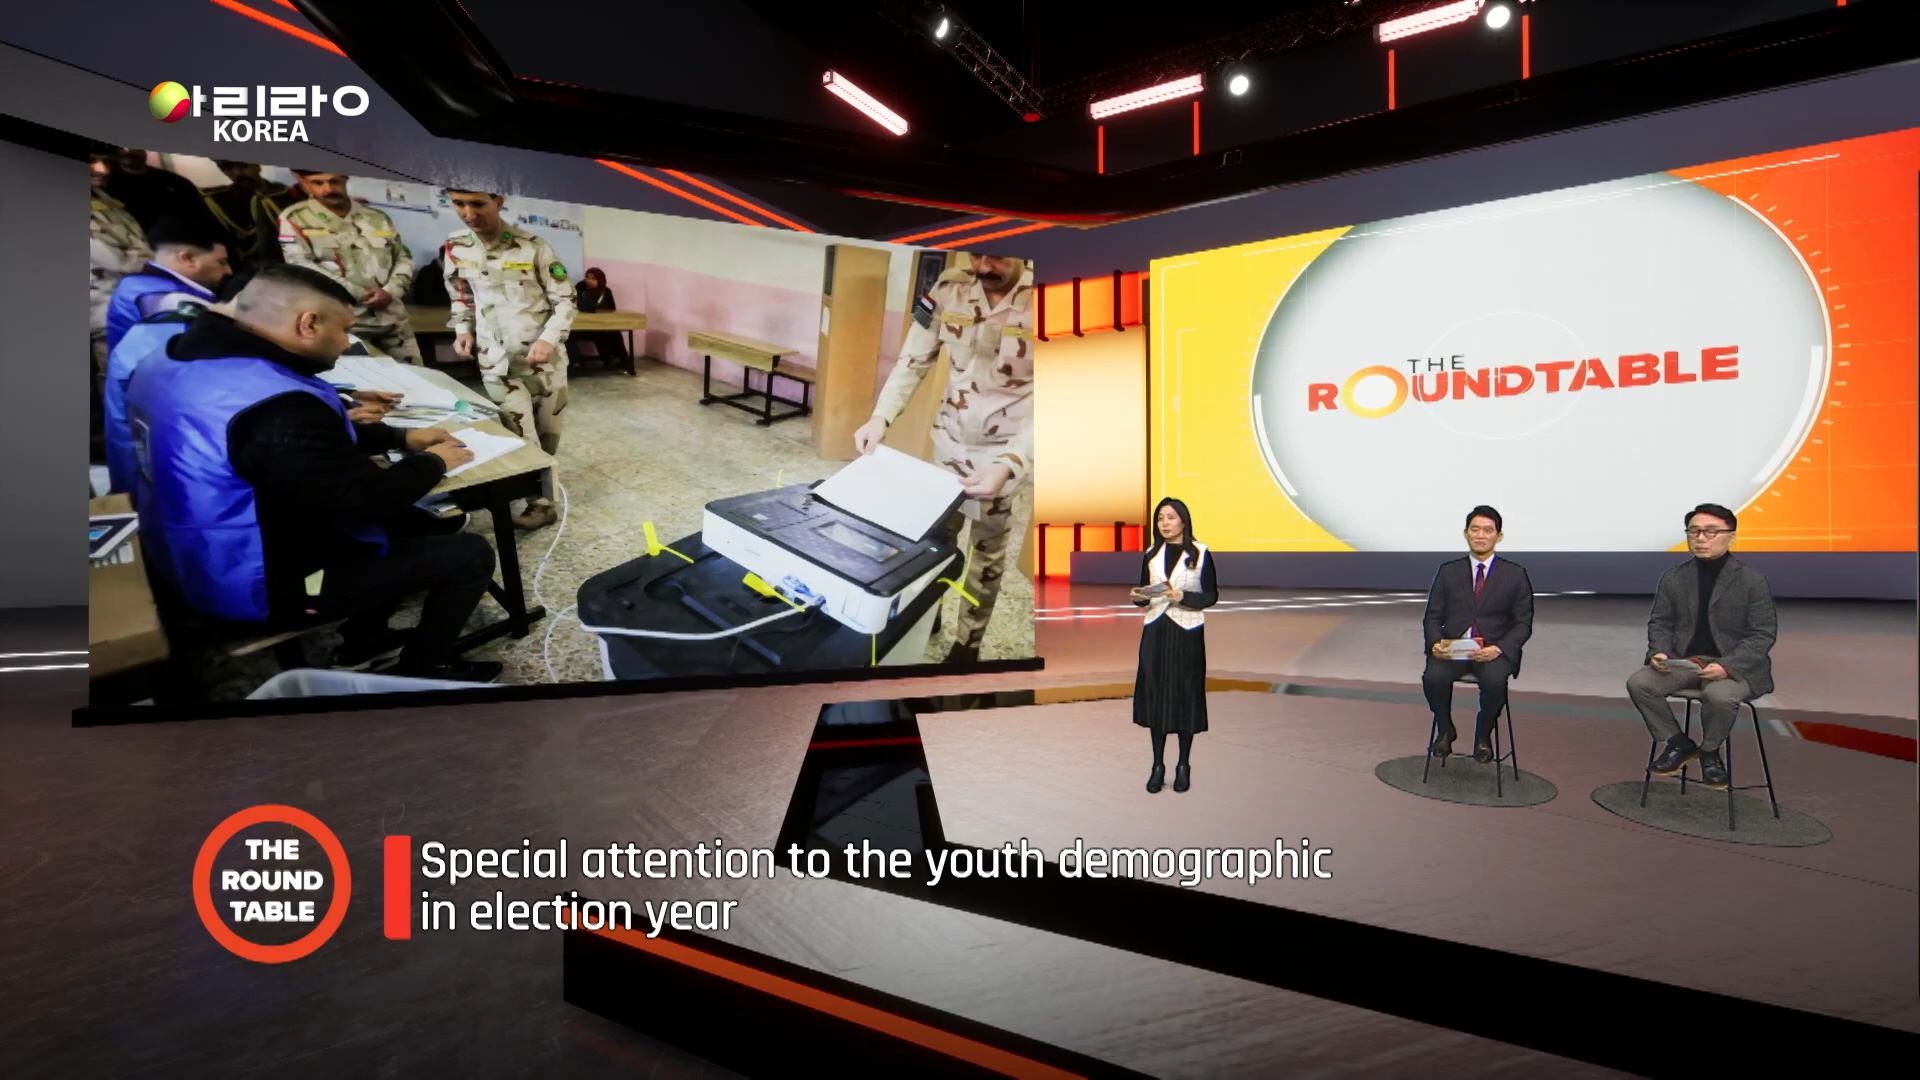 아리랑
KOREA
THE
ROUNDTABLE
THE
ROUND
TABLE
Special attention to the youth demographic
in election year